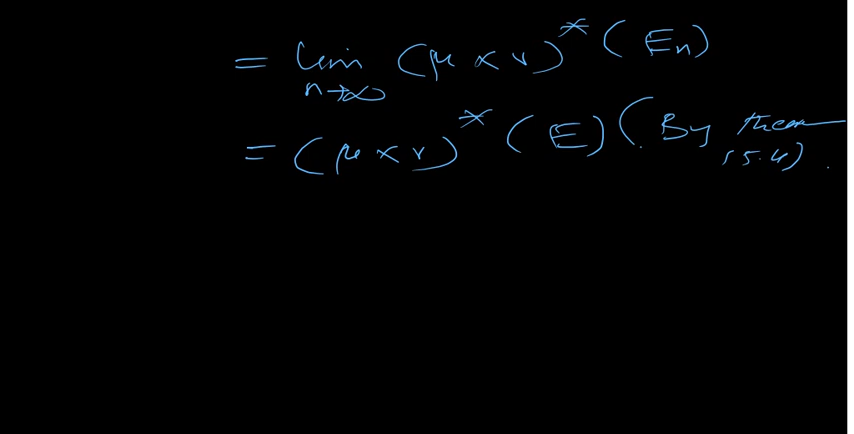 = lim (μ × ν)* (En)
n→∞
= (μ × ν)* (E) (By theorem
15.4).